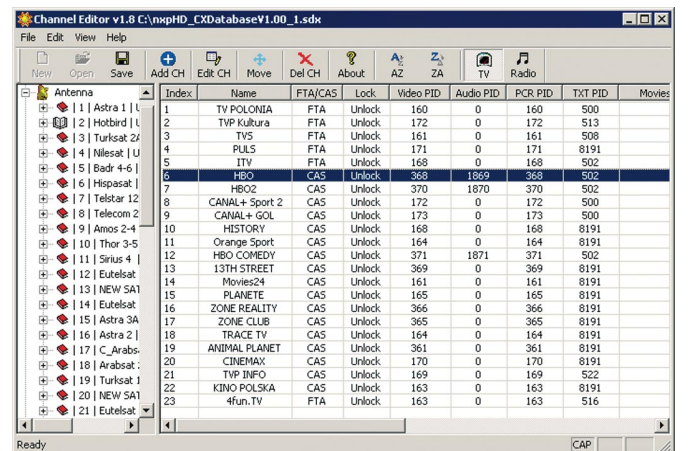 Channel Editor v1.8 C:\nxpHD_CXDatabaseV1.00_1.sdx
File Edit View Help
New Open Save Add CH Edit CH Move Del CH About AZ ZA TV Radio
Antenna
| 1 | Astra 1 | U
| 2 | Hotbird | U
| 3 | Turksat 2A
| 4 | Nilesat | U
| 5 | Badr 4-6 |
| 6 | Hispasat |
| 7 | Telstar 12
| 8 | Telecom 2
| 9 | Amos 2-4
| 10 | Thor 3-5
| 11 | Sirius 4 |
| 12 | Eutelsat
| 13 | NEW SAT
| 14 | Eutelsat
| 15 | Astra 3A
| 16 | Astra 2 |
| 17 | C_Arabs
| 18 | Arabsat
| 19 | Turksat 1
| 20 | NEW SAT
| 21 | Eutelsat
Index Name FTA/CAS Lock Video PID Audio PID PCR PID TXT PID Movies
1 TV POLONIA FTA Unlock 160 0 160 500
2 TVP Kultura FTA Unlock 172 0 172 513
3 TVS FTA Unlock 161 0 161 508
4 PULS FTA Unlock 171 0 171 8191
5 ITV FTA Unlock 168 0 168 502
6 HBO CAS Unlock 368 1869 368 502
7 HBO2 CAS Unlock 370 1870 370 502
8 CANAL+ Sport 2 CAS Unlock 172 0 172 500
9 CANAL+ GOL CAS Unlock 173 0 173 500
10 HISTORY CAS Unlock 168 0 168 8191
11 Orange Sport CAS Unlock 164 0 164 8191
12 HBO COMEDY CAS Unlock 371 1871 371 502
13 13TH STREET CAS Unlock 369 0 369 8191
14 Movies24 CAS Unlock 161 0 161 8191
15 PLANETE CAS Unlock 165 0 165 8191
16 ZONE REALITY CAS Unlock 366 0 366 8191
17 ZONE CLUB CAS Unlock 365 0 365 8191
18 TRACE TV CAS Unlock 164 0 164 8191
19 ANIMAL PLANET CAS Unlock 361 0 361 8191
20 CINEMAX CAS Unlock 170 0 170 8191
21 TVP INFO CAS Unlock 169 0 169 522
22 KINO POLSKA CAS Unlock 163 0 163 8191
23 4fun.TV FTA Unlock 163 0 163 516
Ready CAP